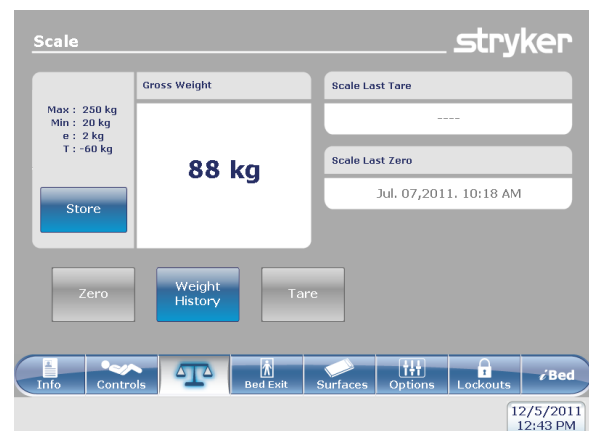 Scale
stryker
Max : 250 kg
Min : 20 kg
e : 2 kg
T : -60 kg
Store
Gross Weight
88 kg
Scale Last Tare
----
Scale Last Zero
Jul. 07,2011. 10:18 AM
Zero
Weight
History
Tare
Info
Controls
Bed Exit
Surfaces
Options
Lockouts
iBed
12/5/2011
12:43 PM